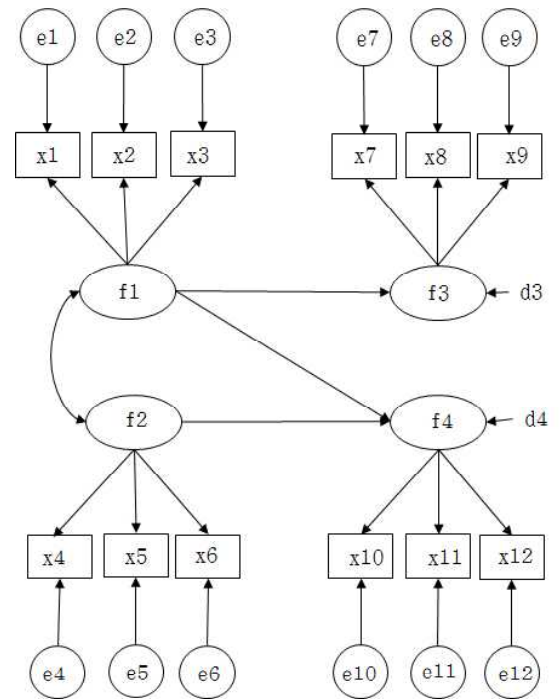 e1 e2 e3 e7 e8 e9
x1 x2 x3 x7 x8 x9
f1 f3 d3
f2 f4 d4
x4 x5 x6 x10 x11 x12
e4 e5 e6 e10 e11 e12